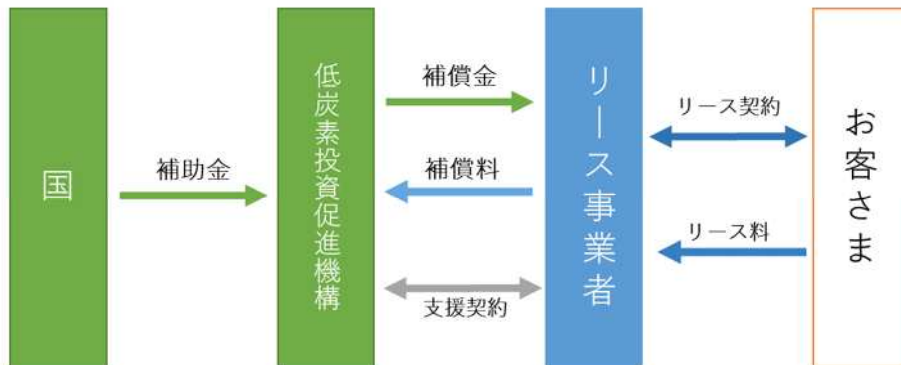 国
補助金
低炭素投資促進機構
補償金
補償料
支援契約
リース事業者
リース契約
リース料
お客さま